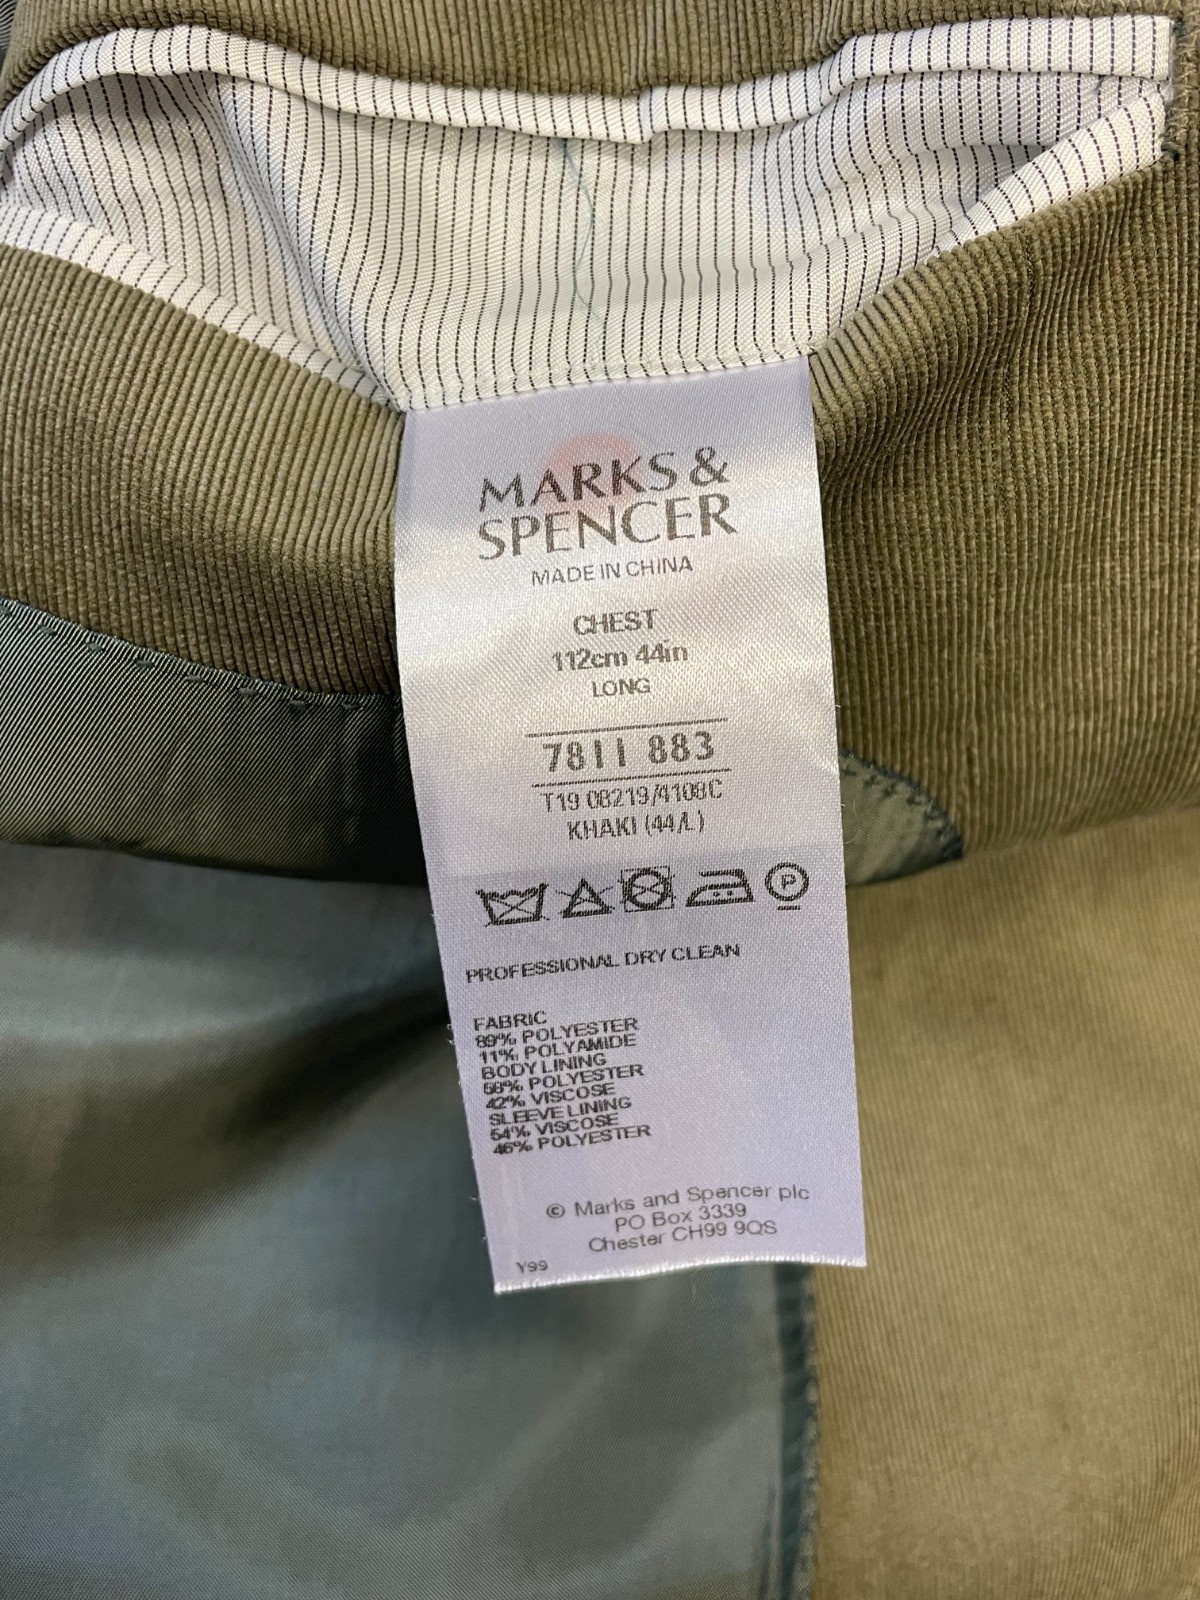 MARKS &
SPENCER
MADE IN CHINA
CHEST
112cm 44in
LONG
7811 883
T19 08219/4108C
KHAKI (44/L)
P
PROFESSIONAL DRY CLEAN
FABRIC
89% POLYESTER
11% POLYAMIDE
BODY LINING
58% POLYESTER
42% VISCOSE
SLEEVE LINING
54% VISCOSE
46% POLYESTER
© Marks and Spencer plc
PO Box 3339
Chester CH99 9QS
Y99